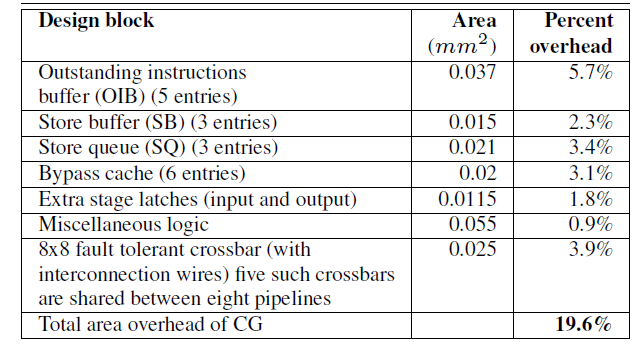 Design block Area Percent
(mm²) overhead
Outstanding instructions 0.037 5.7%
buffer (OIB) (5 entries)
Store buffer (SB) (3 entries) 0.015 2.3%
Store queue (SQ) (3 entries) 0.021 3.4%
Bypass cache (6 entries) 0.02 3.1%
Extra stage latches (input and output) 0.0115 1.8%
Miscellaneous logic 0.055 0.9%
8x8 fault tolerant crossbar (with 0.025 3.9%
interconnection wires) five such crossbars
are shared between eight pipelines
Total area overhead of CG 19.6%